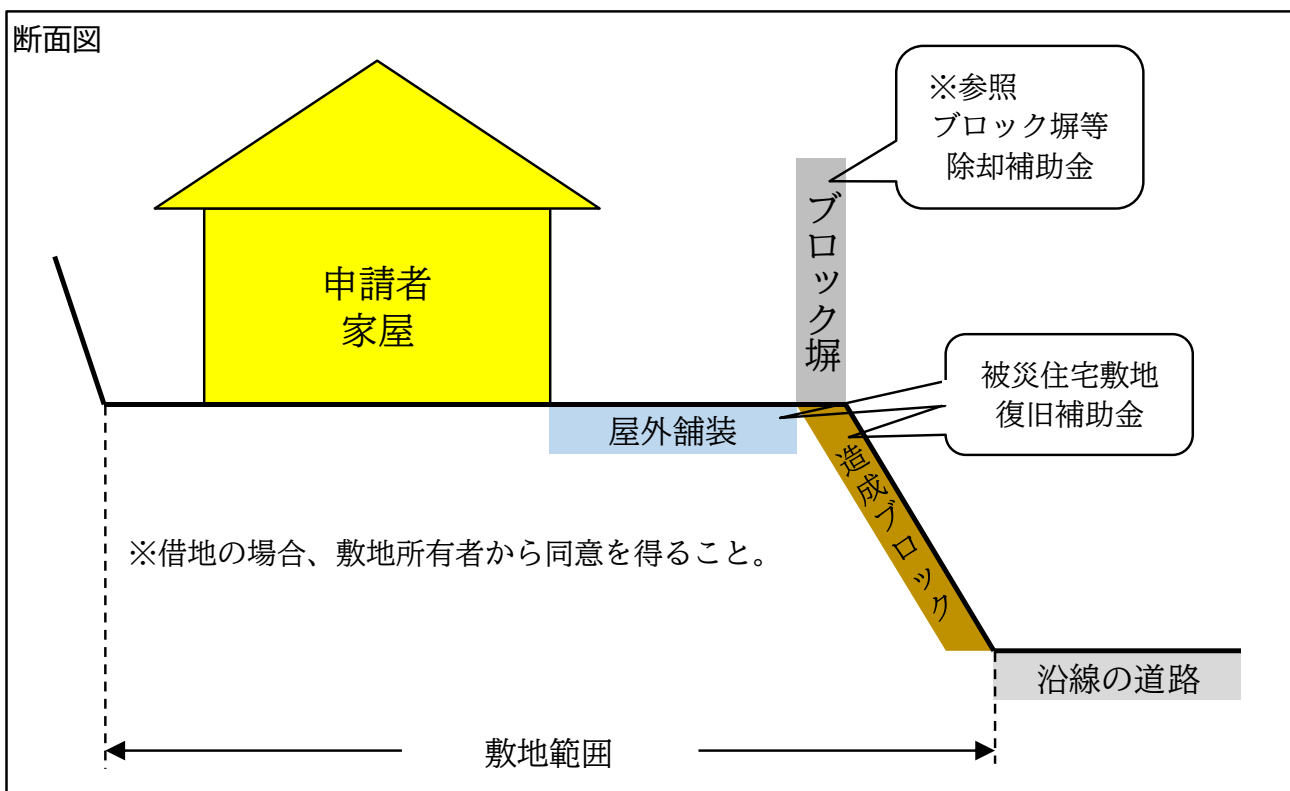 断面図
※参照
ブロック塀等
除却補助金
申請者
家屋
ブロック塀
被災住宅敷地
復旧補助金
屋外舗装
造成ブロック
※借地の場合、敷地所有者から同意を得ること。
沿線の道路
敷地範囲